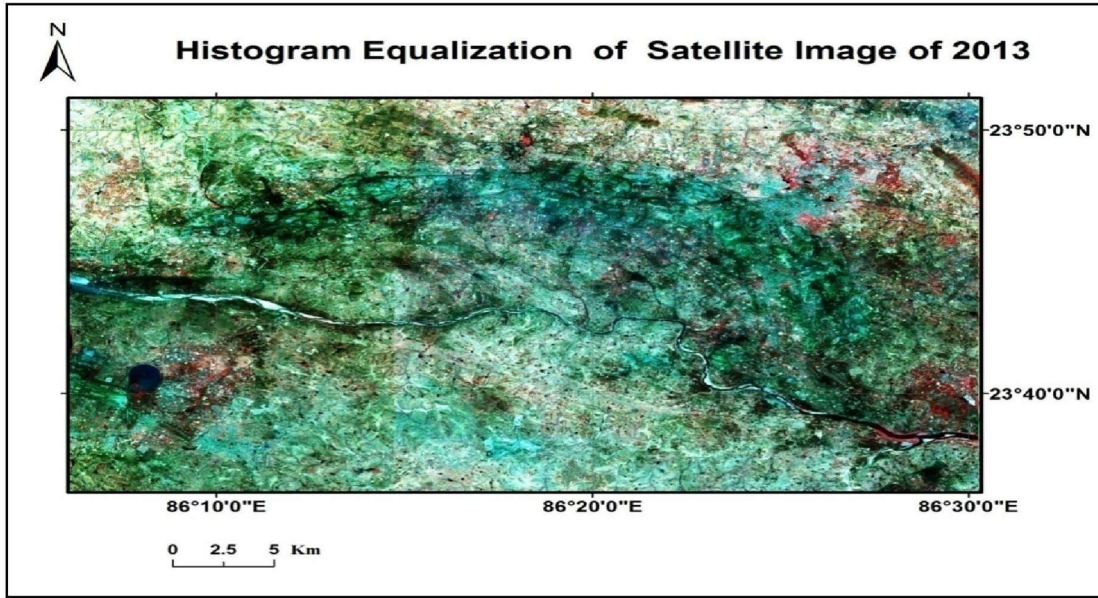 N
Histogram Equalization of Satellite Image of 2013
23°50'0"N
23°40'0"N
86°10'0"E 86°20'0"E 86°30'0"E
0 2.5 5 Km